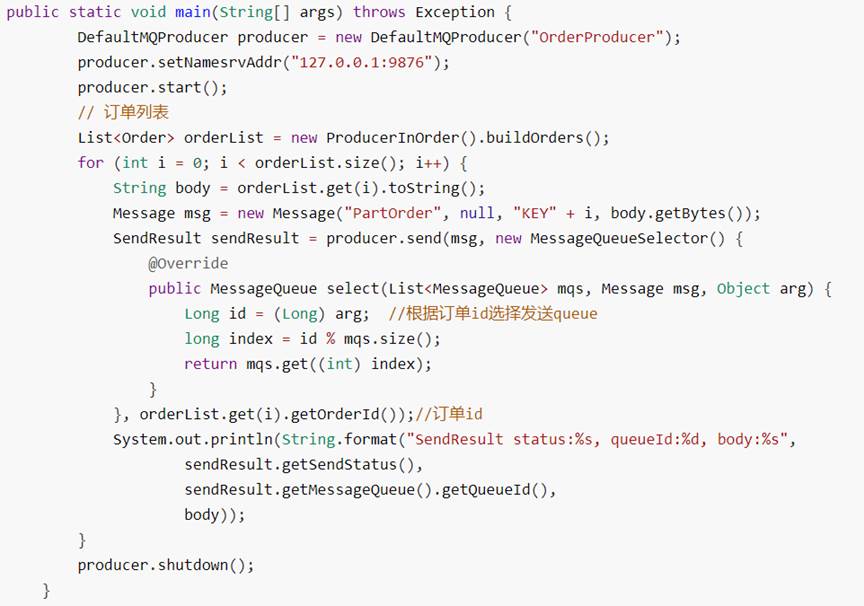 public static void main(String[] args) throws Exception {
        DefaultMQProducer producer = new DefaultMQProducer("OrderProducer");
        producer.setNamesrvAddr("127.0.0.1:9876");
        producer.start();
        // 订单列表
        List<Order> orderList = new ProducerInOrder().buildOrders();
        for (int i = 0; i < orderList.size(); i++) {
            String body = orderList.get(i).toString();
            Message msg = new Message("PartOrder", null, "KEY" + i, body.getBytes());
            SendResult sendResult = producer.send(msg, new MessageQueueSelector() {
                @Override
                public MessageQueue select(List<MessageQueue> mqs, Message msg, Object arg) {
                    Long id = (Long) arg;  //根据订单id选择发送queue
                    long index = id % mqs.size();
                    return mqs.get((int) index);
                }
            }, orderList.get(i).getOrderId());//订单id
            System.out.println(String.format("SendResult status:%s, queueId:%d, body:%s",
                    sendResult.getSendStatus(),
                    sendResult.getMessageQueue().getQueueId(),
                    body));
        }
        producer.shutdown();
    }